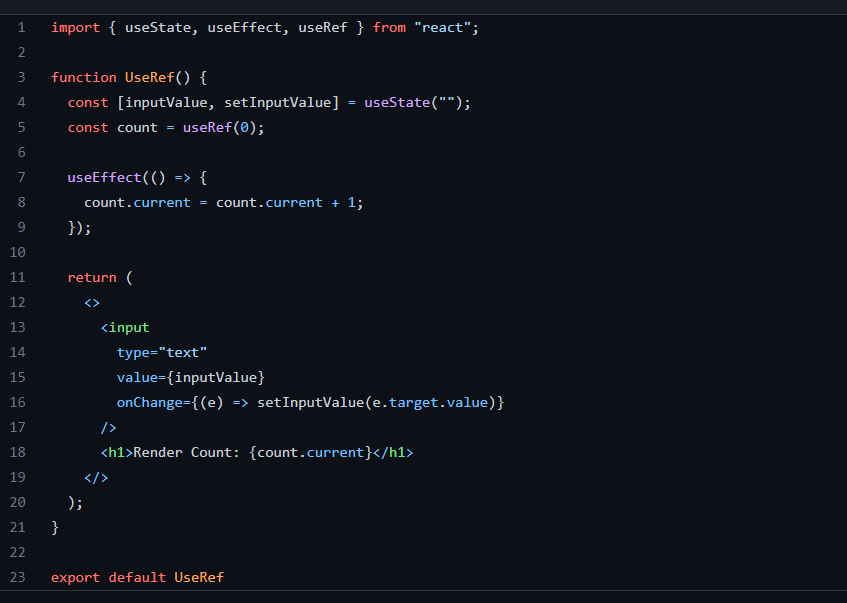 1 import { useState, useEffect, useRef } from "react";
2
3 function UseRef() {
4   const [inputValue, setInputValue] = useState("");
5   const count = useRef(0);
6
7   useEffect(() => {
8     count.current = count.current + 1;
9   });
10
11   return (
12     <>
13       <input
14         type="text"
15         value={inputValue}
16         onChange={(e) => setInputValue(e.target.value)}
17       />
18       <h1>Render Count: {count.current}</h1>
19     </>
20   );
21 }
22
23 export default UseRef